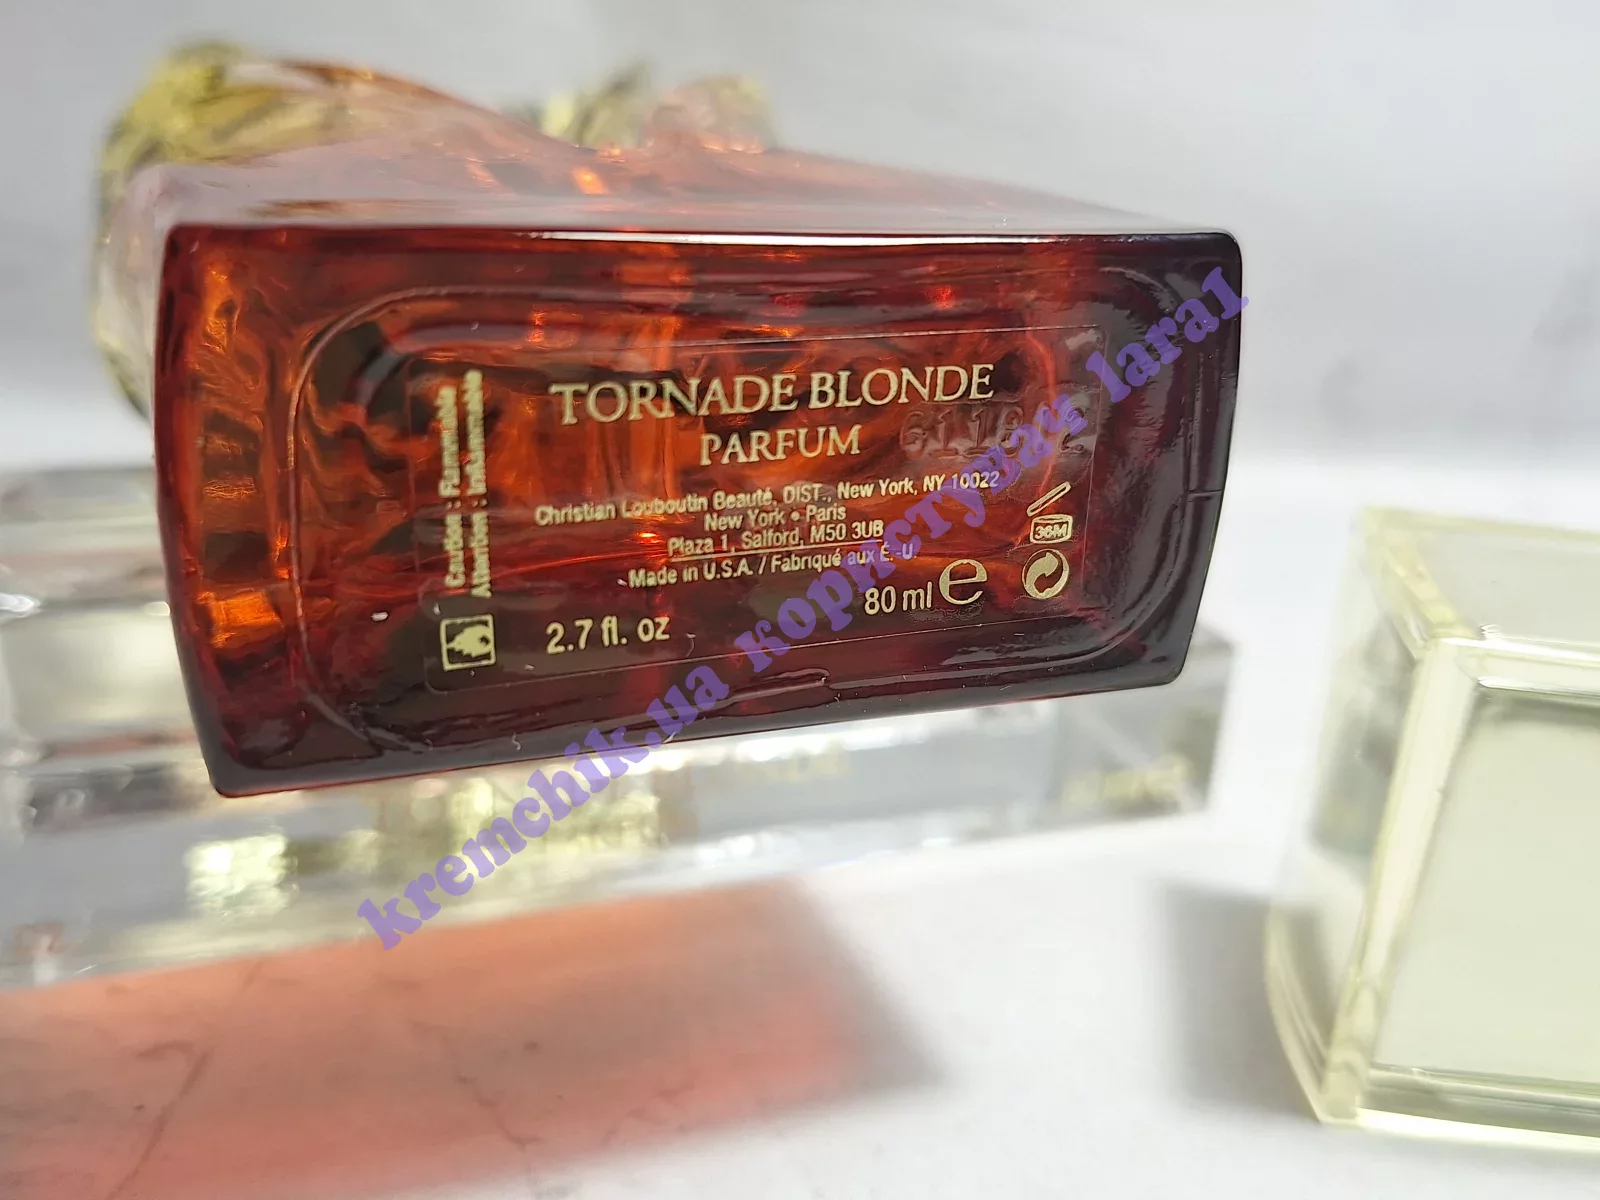 TORNADE BLONDE
PARFUM
Christian Louboutin Beauté, DIST., New York, NY 10022
New York • Paris
Plaza 1, Salford, M50 3UB
Made in U.S.A. / Fabriqué aux É.-U.
2.7 fl. oz
80 ml e
36M
Caution : Flammable
Attention : Inflammable
kremchik.ua користувач lara1